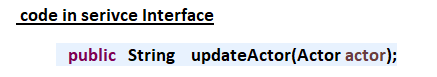 code in serivce Interface
public String updateActor(Actor actor);